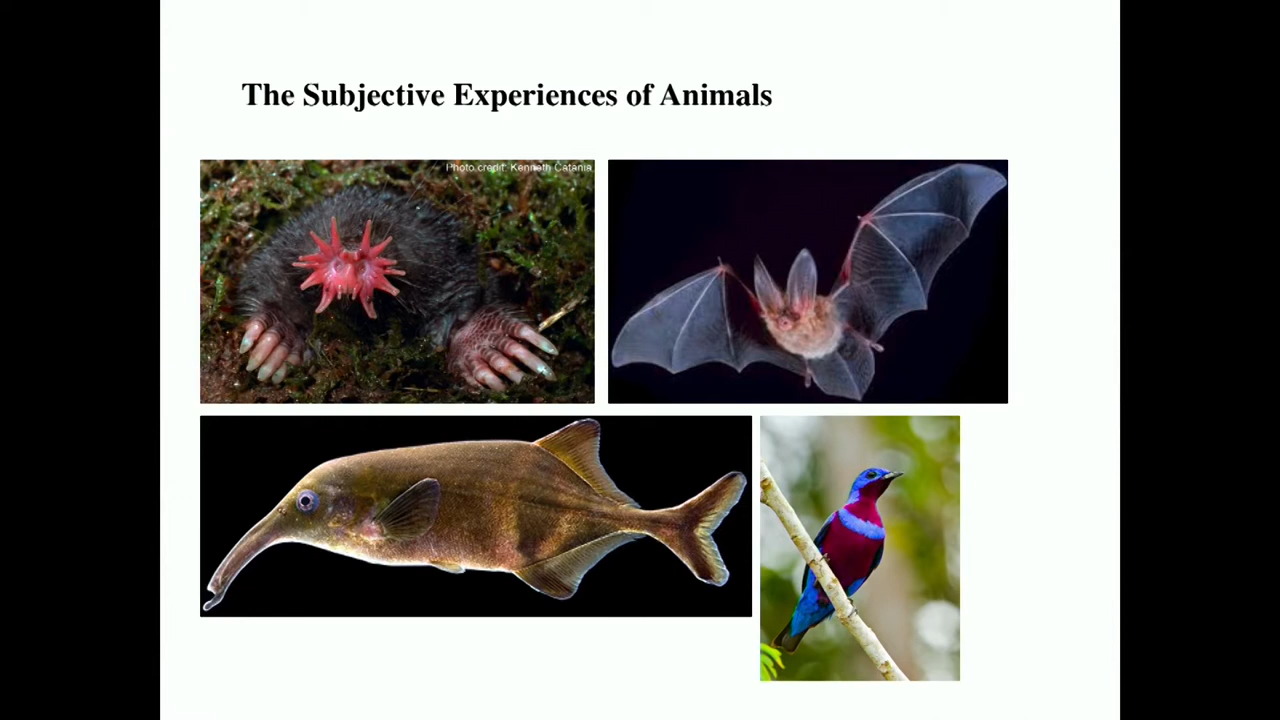 The Subjective Experiences of Animals
Photo credit: Kenneth Catania